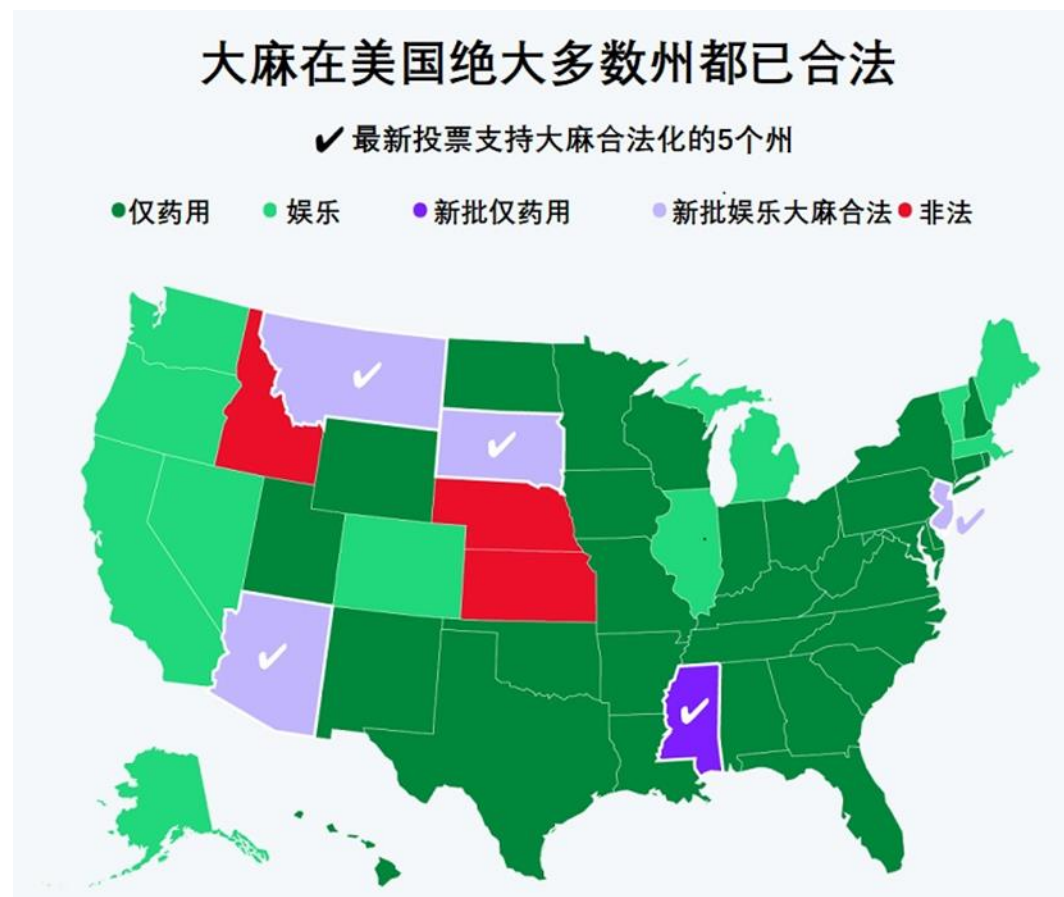 大麻在美国绝大多数州都已合法
✔ 最新投票支持大麻合法化的5个州
仅药用 娱乐 新批仅药用 新批娱乐大麻合法 非法